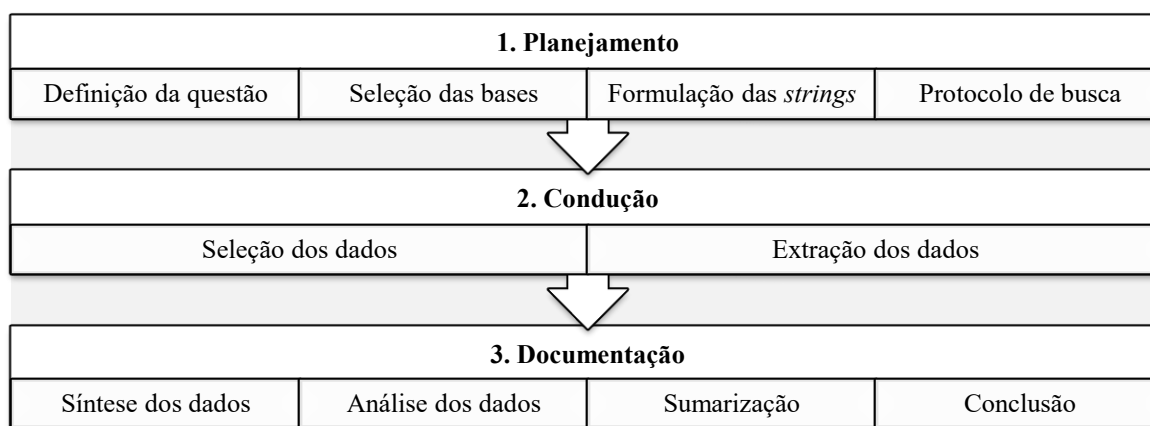 1. Planejamento
Definição da questão
Seleção das bases
Formulação das strings
Protocolo de busca
2. Condução
Seleção dos dados
Extração dos dados
3. Documentação
Síntese dos dados
Análise dos dados
Sumarização
Conclusão